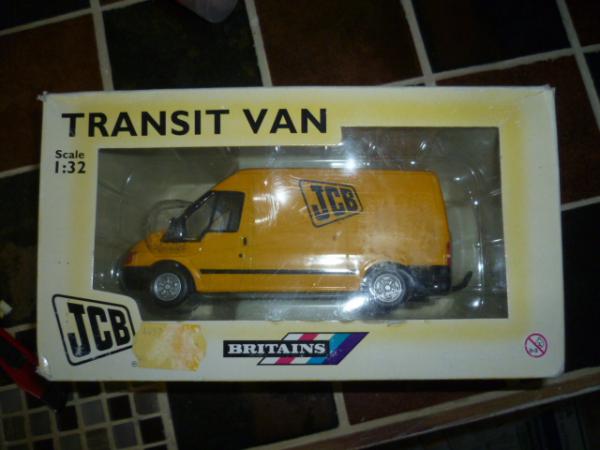 TRANSIT VAN
Scale
1:32
JCB
JCB
BRITAINS